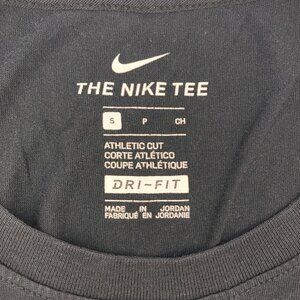 THE NIKE TEE
S P CH
ATHLETIC CUT
CORTE ATLÉTICO
COUPE ATHLÉTIQUE
DRI-FIT
MADE IN JORDAN
FABRIQUÉ EN JORDANIE